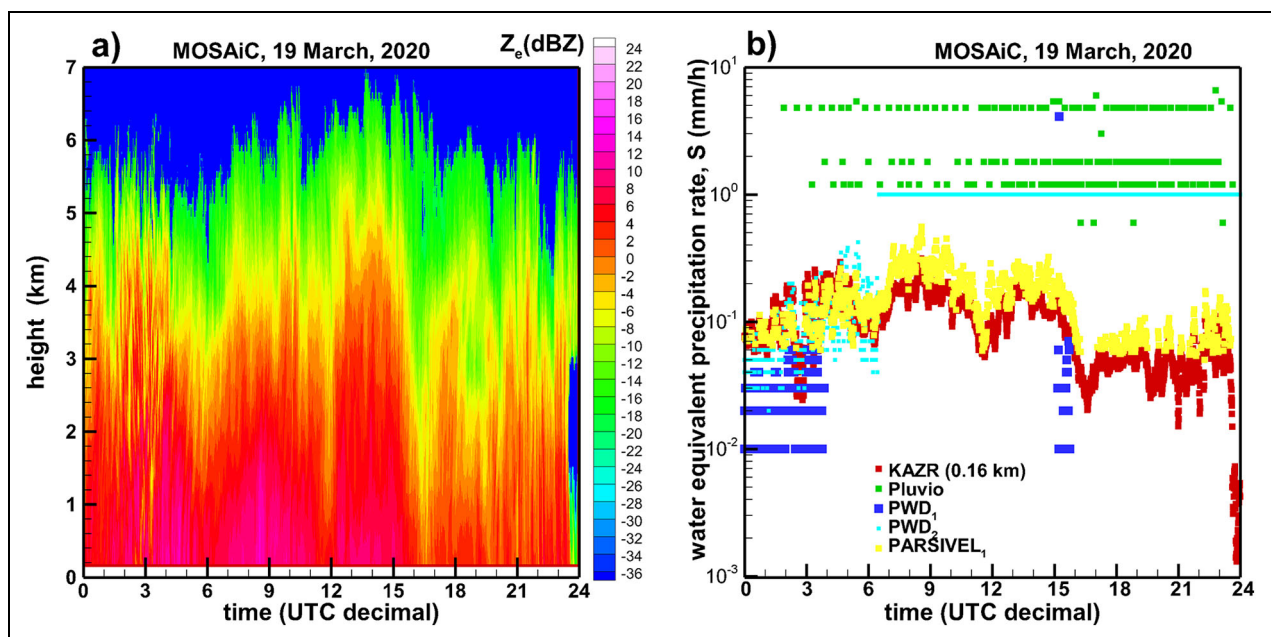 a)
MOSAiC, 19 March, 2020
Ze(dBZ)
7
6
5
4
3
2
1
0
height (km)
0 3 6 9 12 15 18 21 24
time (UTC decimal)
24
22
20
18
16
14
12
10
8
6
4
2
0
-2
-4
-6
-8
-10
-12
-14
-16
-18
-20
-22
-24
-26
-28
-30
-32
-34
-36
b)
MOSAiC, 19 March, 2020
water equivalent precipitation rate, S (mm/h)
10^1
10^0
10^-1
10^-2
10^-3
KAZR (0.16 km)
Pluvio
PWD1
PWD2
PARSIVEL1
0 3 6 9 12 15 18 21 24
time (UTC decimal)